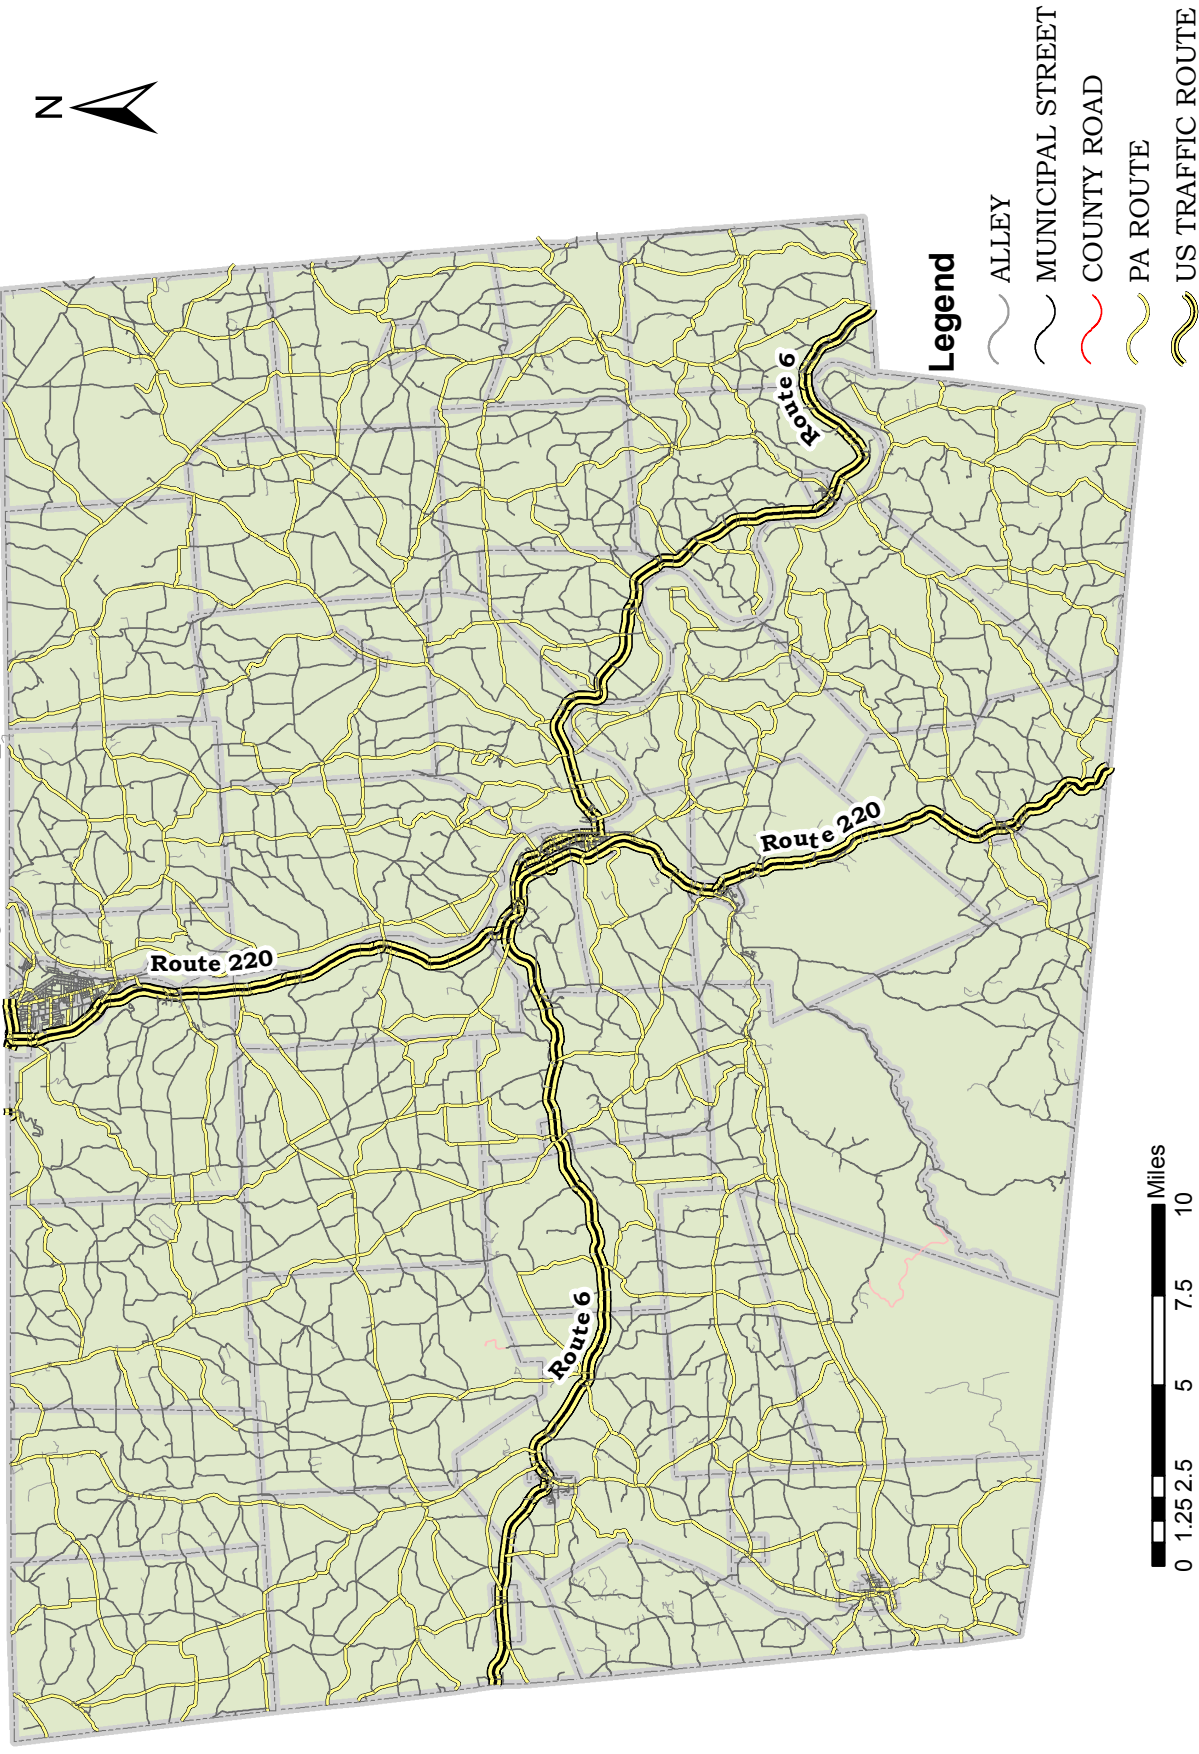 N
Route 220
Route 6
Route 220
Route 6
Legend
ALLEY
MUNICIPAL STREET
COUNTY ROAD
PA ROUTE
US TRAFFIC ROUTE
0 1.25 2.5 5 7.5 10
Miles